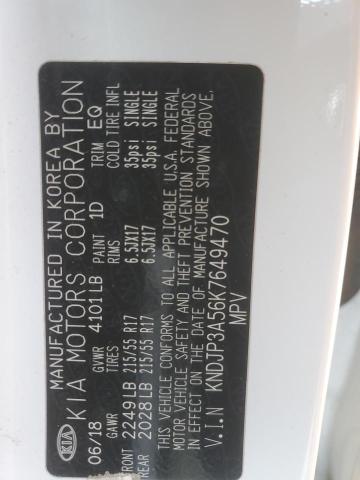 MANUFACTURED IN KOREA BY
KIA KIA MOTORS CORPORATION
06/18 GVWR 4101LB PAINT 1D TRIM EQ
GAWR TIRES RIMS COLD TIRE INFL
FRONT 2249LB 215/55 R17 6.5JX17 35psi SINGLE
REAR 2028LB 215/55 R17 6.5JX17 35psi SINGLE
THIS VEHICLE CONFORMS TO ALL APPLICABLE U.S.A. FEDERAL
MOTOR VEHICLE SAFETY AND THEFT PREVENTION STANDARDS
IN EFFECT ON THE DATE OF MANUFACTURE SHOWN ABOVE.
V.I.N KNDJP3A56K7649470
MPV